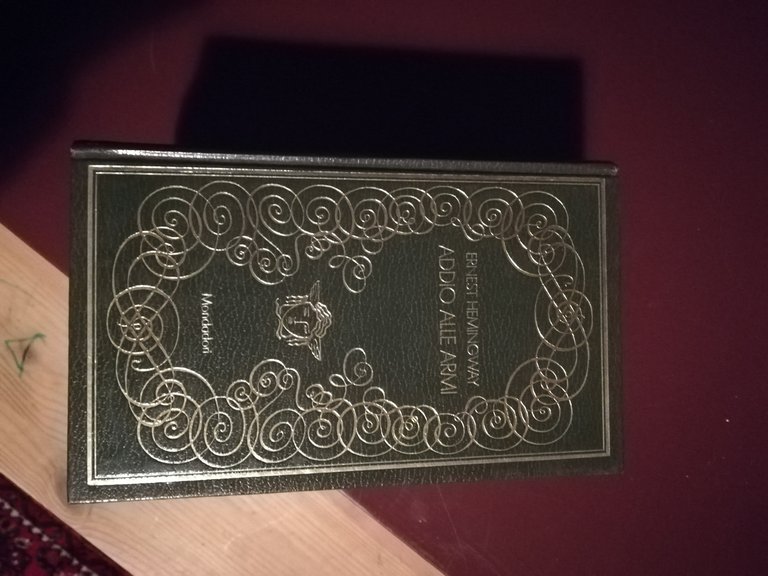 ERNEST HEMINGWAY
ADDIO ALLE ARMI
Mondadori